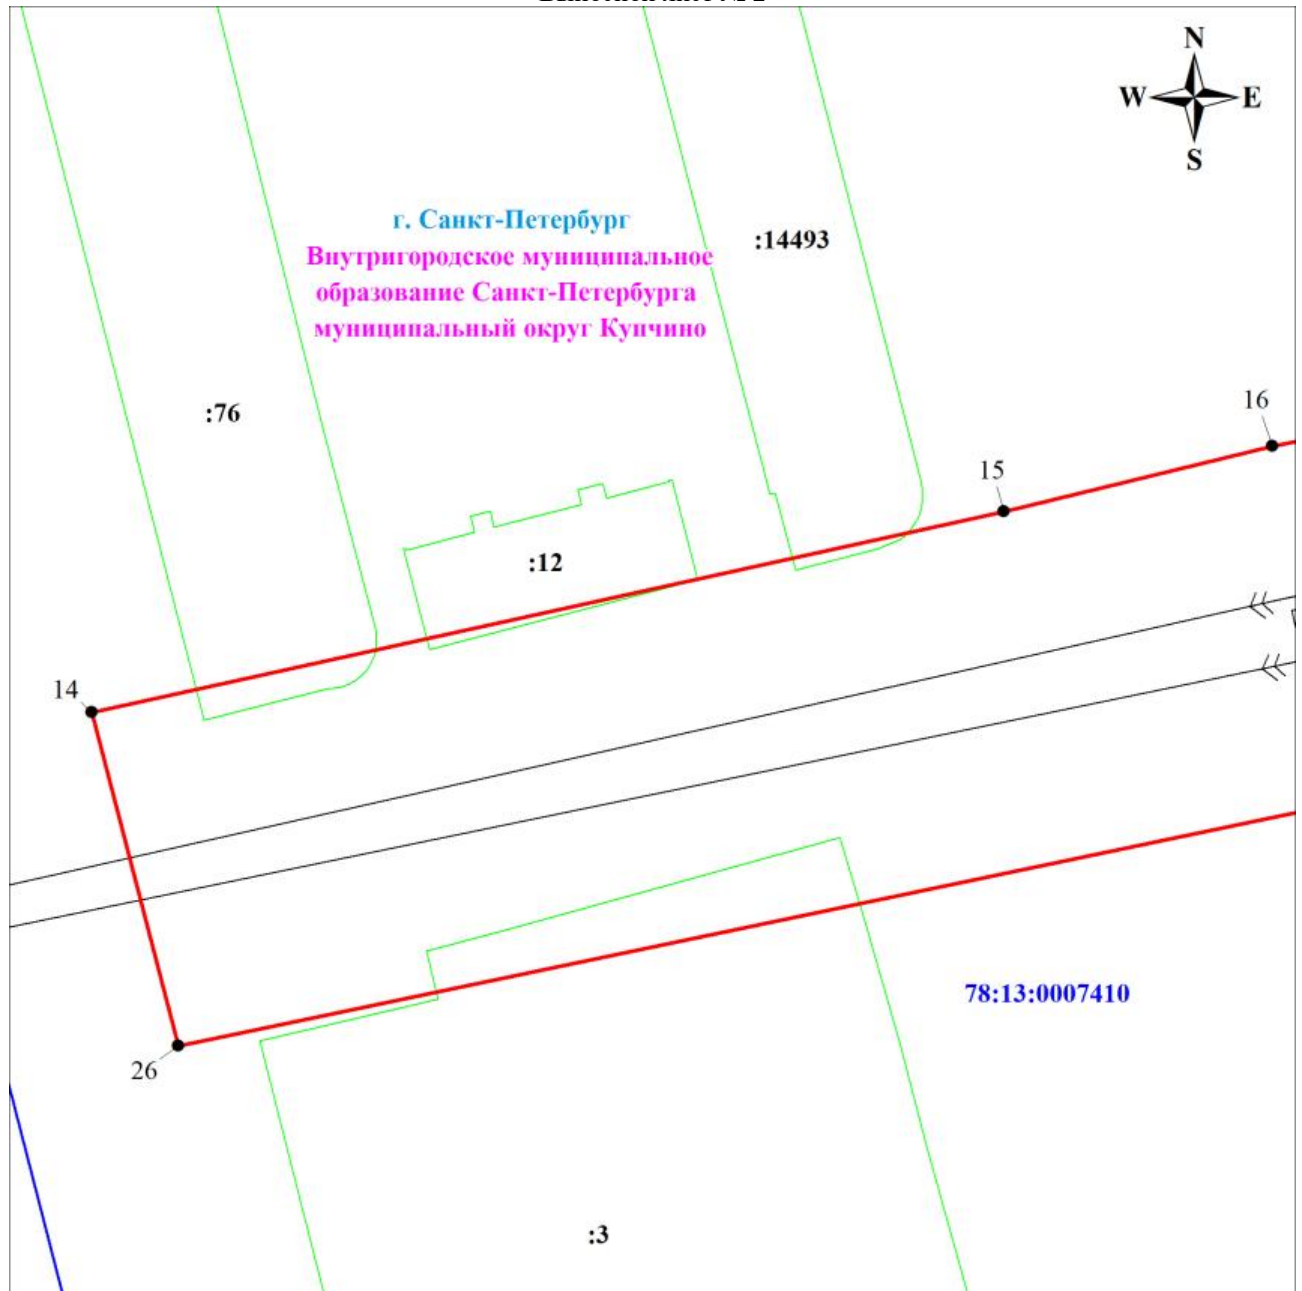 N
W E
S
г. Санкт-Петербург
Внутригородское муниципальное
образование Санкт-Петербурга
муниципальный округ Купчино
:14493
:76
16
15
:12
14
78:13:0007410
26
:3